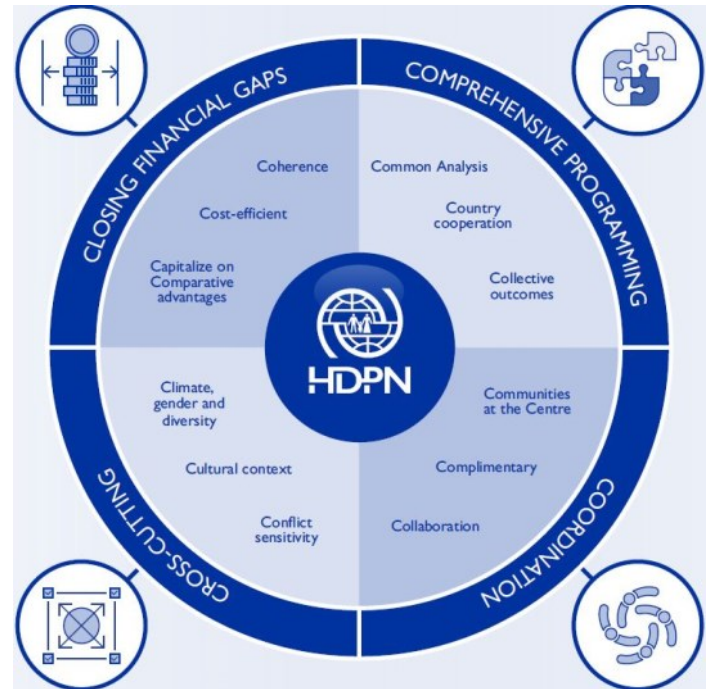 CLOSING FINANCIAL GAPS
COMPREHENSIVE PROGRAMMING
Coherence
Cost-efficient
Capitalize on
Comparative
advantages
Common Analysis
Country
cooperation
Collective
outcomes
HDPN
Climate,
gender and
diversity
Cultural context
Conflict
sensitivity
Communities
at the Centre
Complimentary
Collaboration
CROSS-CUTTING
COORDINATION